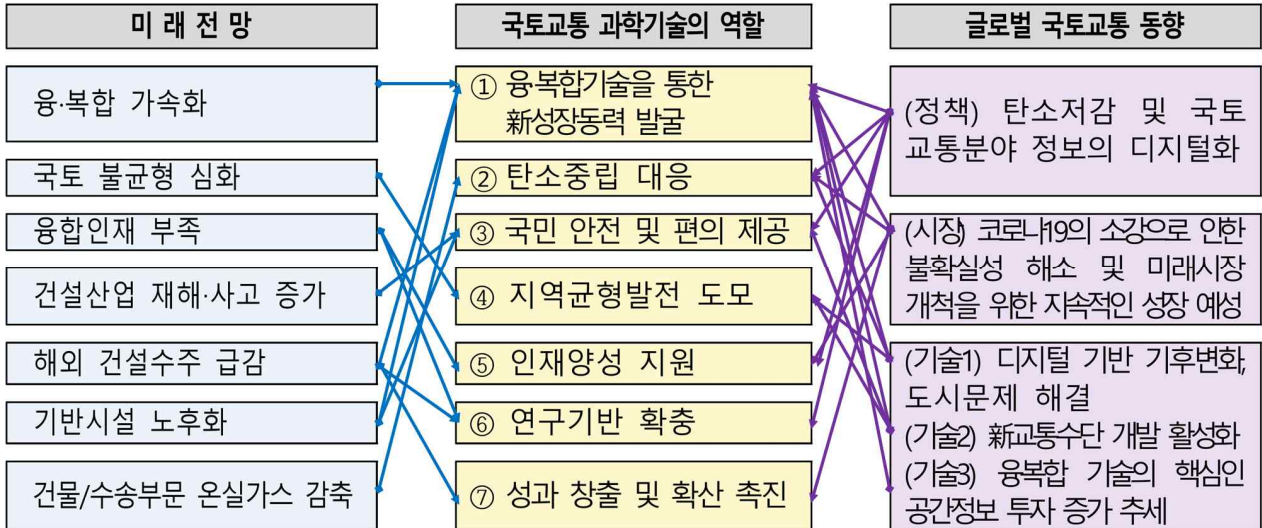 미 래 전 망
융·복합 가속화
국토 불균형 심화
융합인재 부족
건설산업 재해·사고 증가
해외 건설수주 급감
기반시설 노후화
건물/수송부문 온실가스 감축
국토교통 과학기술의 역할
① 융·복합기술을 통한
新성장동력 발굴
② 탄소중립 대응
③ 국민 안전 및 편의 제공
④ 지역균형발전 도모
⑤ 인재양성 지원
⑥ 연구기반 확충
⑦ 성과 창출 및 확산 촉진
글로벌 국토교통 동향
(정책) 탄소저감 및 국토
교통분야 정보의 디지털화
(시장) 코로나19의 소강으로 인한
불확실성 해소 및 미래시장
개척을 위한 지속적인 성장 예성
(기술1) 디지털 기반 기후변화,
도시문제 해결
(기술2) 新교통수단 개발 활성화
(기술3) 융복합 기술의 핵심인
공간정보 투자 증가 추세